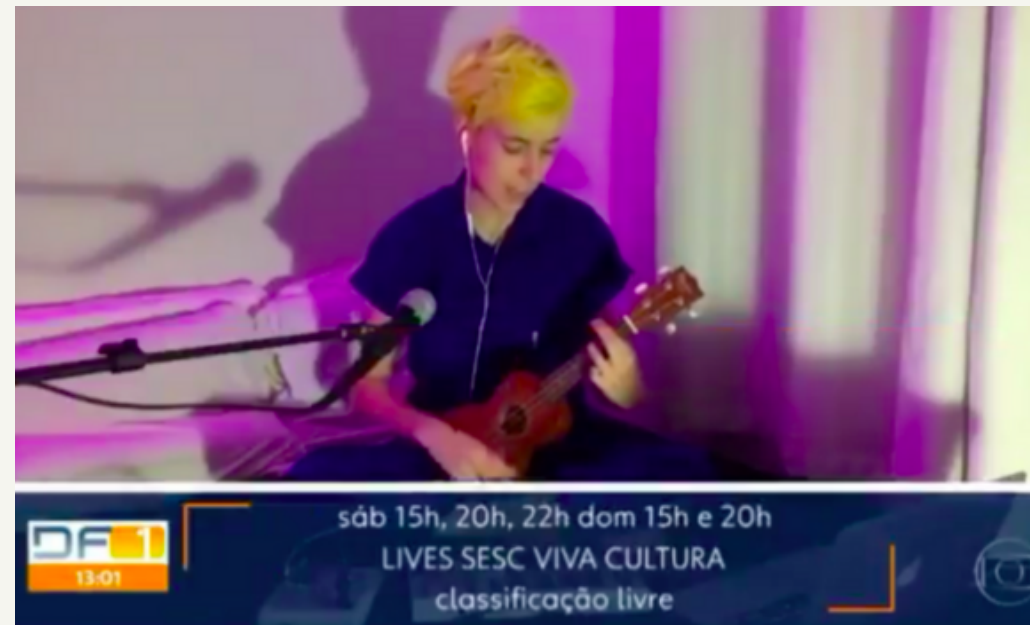 sáb 15h, 20h, 22h dom 15h e 20h
DF1
LIVES SESC VIVA CULTURA
13:01
classificação livre